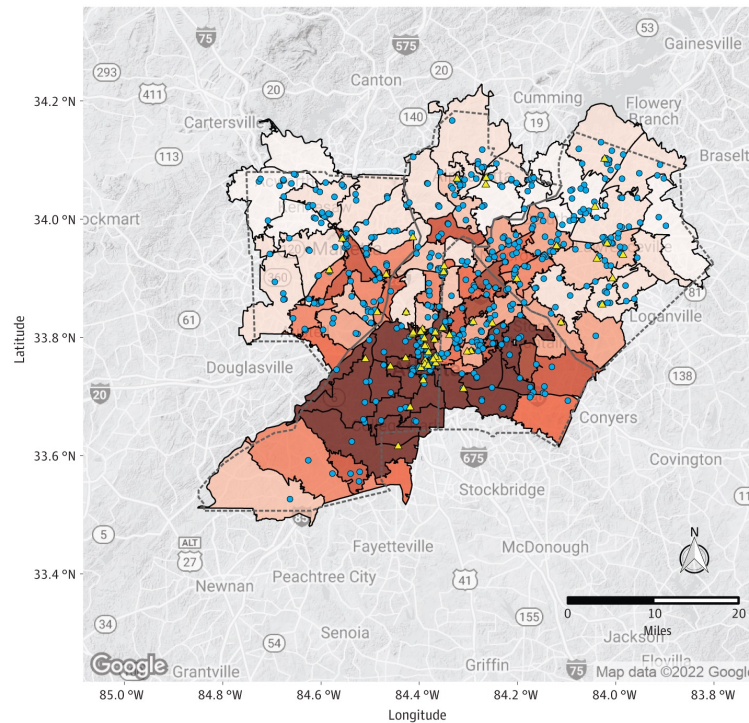 53
75
Gainesville
575
293
20
Canton
411
20
34.2 °N
Cumming
Flowery
Branch
140
19
Cartersville
113
Braselt
34.0 °N
ockmart
Latitude
81
61
Loganville
33.8 °N
Douglasville
138
20
Conyers
33.6 °N
675
Covington
Stockbridge
11
85
N
5
ALT
27
Fayetteville
McDonough
33.4 °N
Peachtree City
41
Newnan
0 10 20
Miles
155
34
Senoia
Jackson
54
Google
Grantville
Griffin
75
Flovilla
Map data ©2022 Google
85.0 °W 84.8 °W 84.6 °W 84.4 °W 84.2 °W 84.0 °W 83.8 °W
Longitude